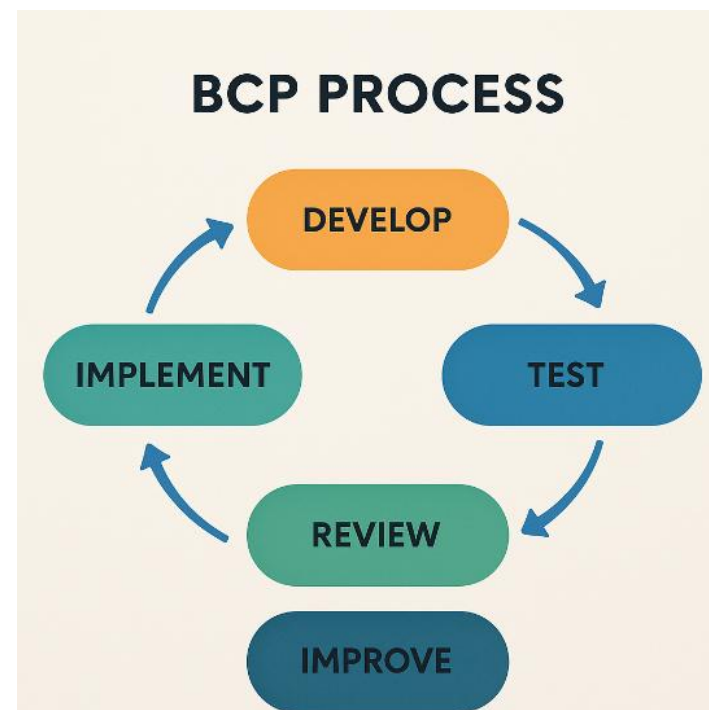 BCP PROCESS
DEVELOP
TEST
REVIEW
IMPLEMENT
IMPROVE